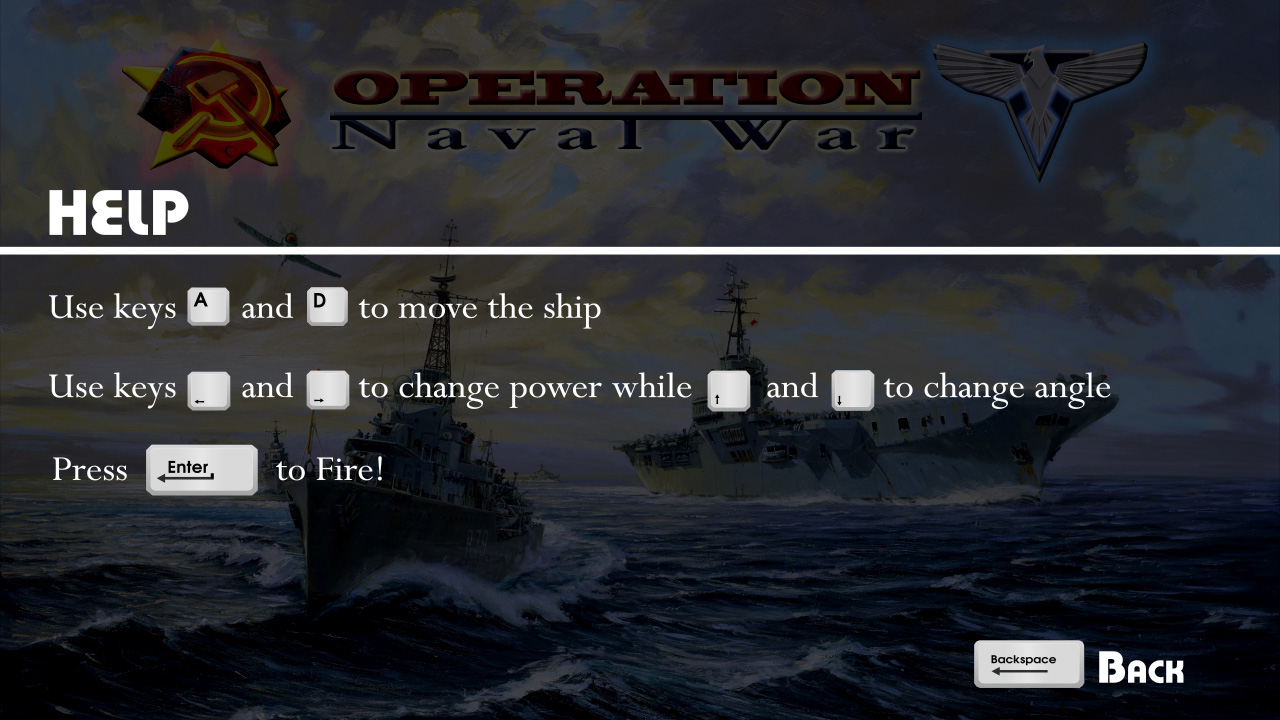 OPERATION
Naval War
HELP
Use keys A and D to move the ship
Use keys ← and → to change power while ↑ and ↓ to change angle
Press Enter to Fire!
Backspace Back